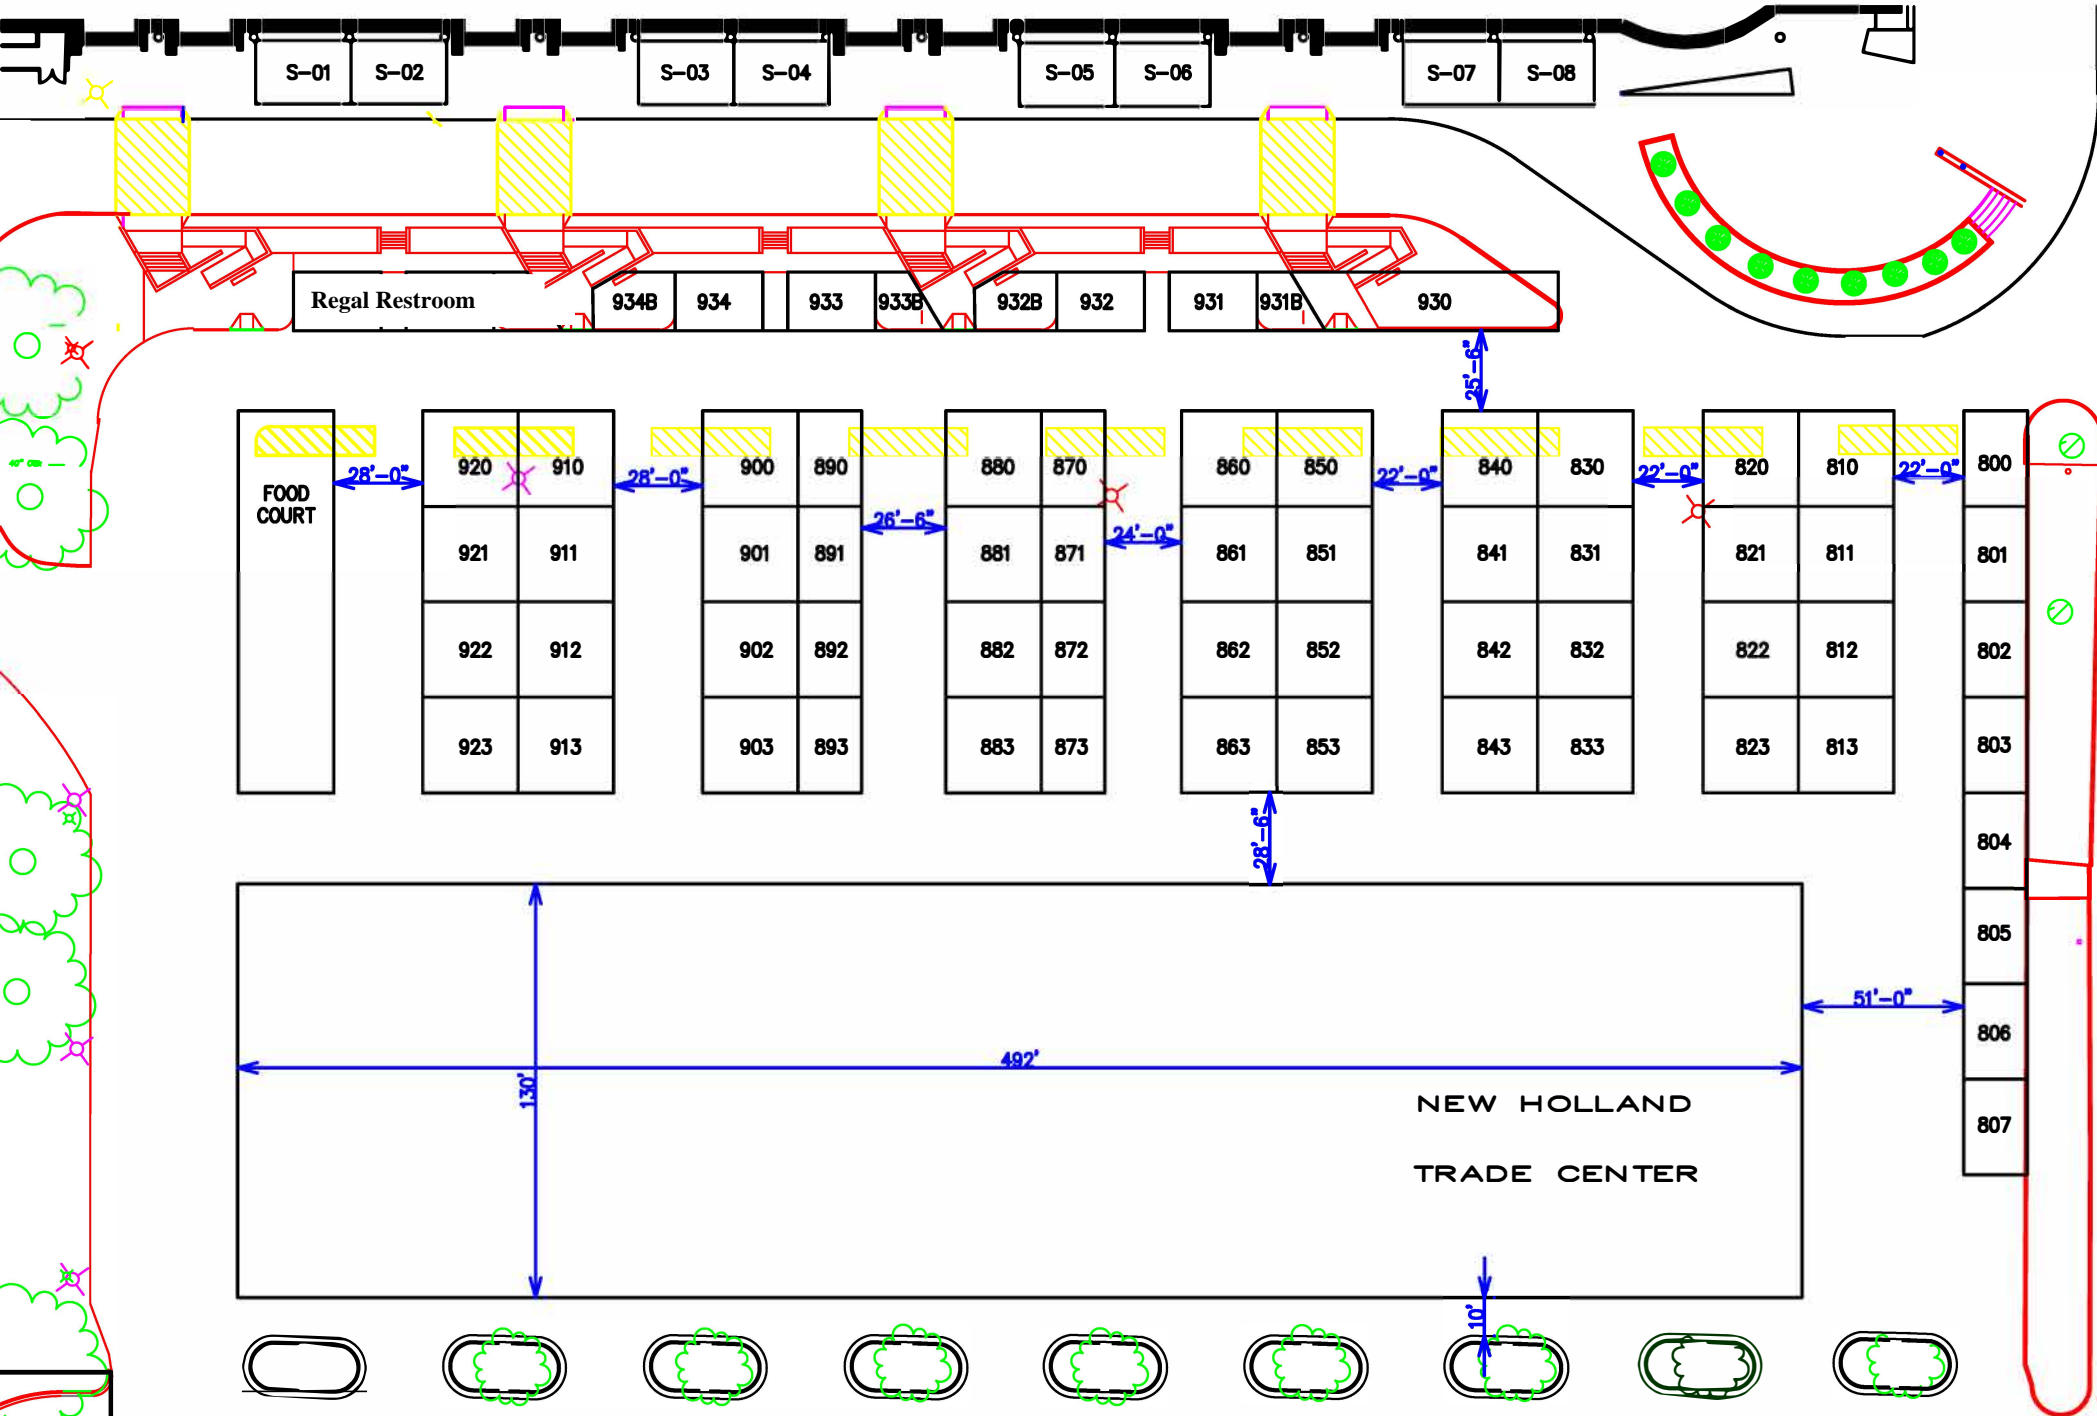 S-01 S-02 S-03 S-04 S-05 S-06 S-07 S-08
Regal Restroom 934B 934 933 933B 932B 932 931 931B 930
25'-6"
FOOD
COURT
28'-0" 920 910 28'-0" 900 890 880 870 860 850 22'-0" 840 830 22'-0" 820 810 22'-0" 800
26'-6" 24'-0"
921 911 901 891 881 871 861 851 841 831 821 811 801
922 912 902 892 882 872 862 852 842 832 822 812 802
923 913 903 893 883 873 863 853 843 833 823 813 803
28'-6" 804
805
51'-0"
806
492'
130'
NEW HOLLAND
807
TRADE CENTER
10'